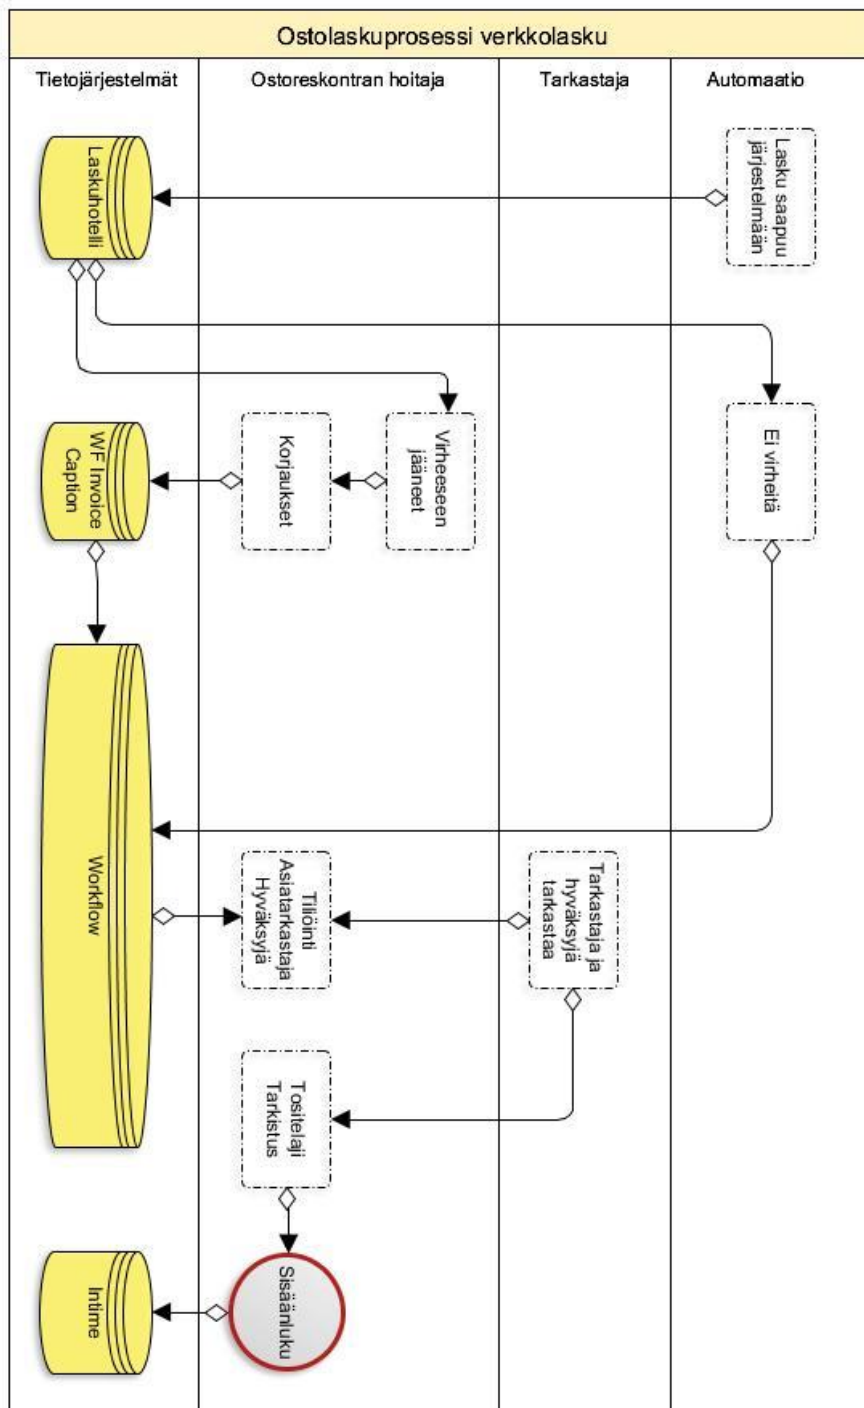 Ostolaskuprosessi verkkolasku
Tietojärjestelmät
Ostoreskontran hoitaja
Tarkastaja
Automaatio
Lasku saapuu
järjestelmään
Laskuhotelli
Ei virheitä
Virheeseen
jääneet
Korjaukset
WF Invoice
Caption
Workflow
Tiliöinti
Asiatarkastaja
Hyväksyjä
Tarkastaja ja
hyväksyjä
tarkastaa
Tositelaji
Tarkistus
Sisäänluku
Intime